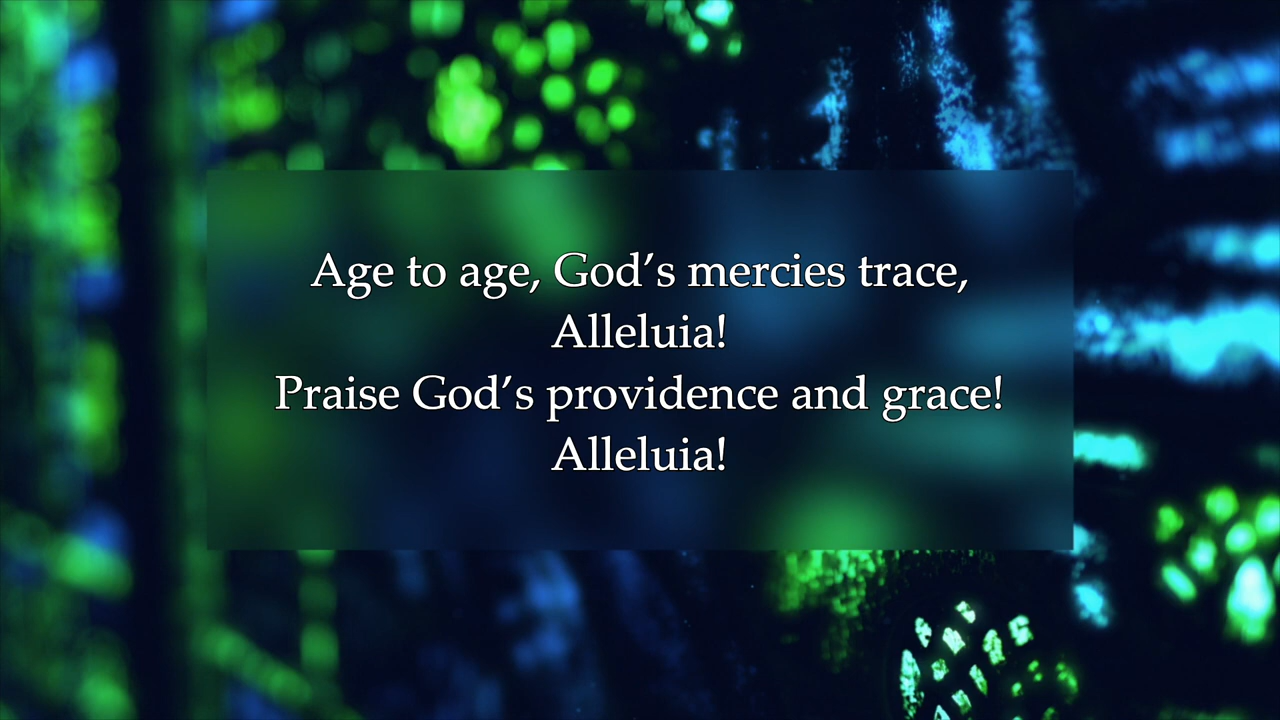 Age to age, God’s mercies trace,
Alleluia!
Praise God’s providence and grace!
Alleluia!